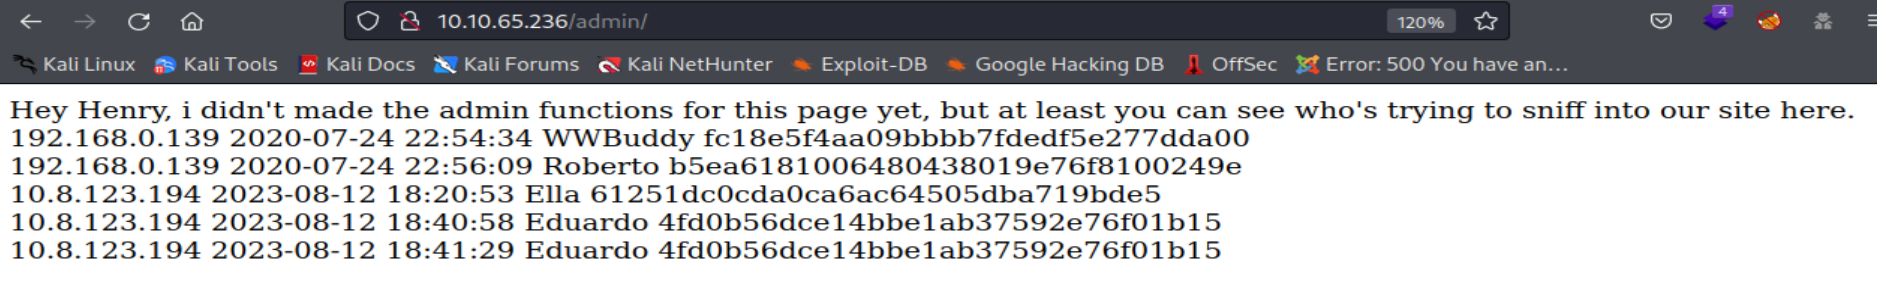 10.10.65.236/admin/ 120% 4
Kali Linux Kali Tools Kali Docs Kali Forums Kali NetHunter Exploit-DB Google Hacking DB OffSec Error: 500 You have an...
Hey Henry, i didn't made the admin functions for this page yet, but at least you can see who's trying to sniff into our site here.
192.168.0.139 2020-07-24 22:54:34 WWBuddy fc18e5f4aa09bbbb7fdedf5e277dda00
192.168.0.139 2020-07-24 22:56:09 Roberto b5ea6181006480438019e76f8100249e
10.8.123.194 2023-08-12 18:20:53 Ella 61251dc0cda0ca6ac64505dba719bde5
10.8.123.194 2023-08-12 18:40:58 Eduardo 4fd0b56dce14bbe1ab37592e76f01b15
10.8.123.194 2023-08-12 18:41:29 Eduardo 4fd0b56dce14bbe1ab37592e76f01b15